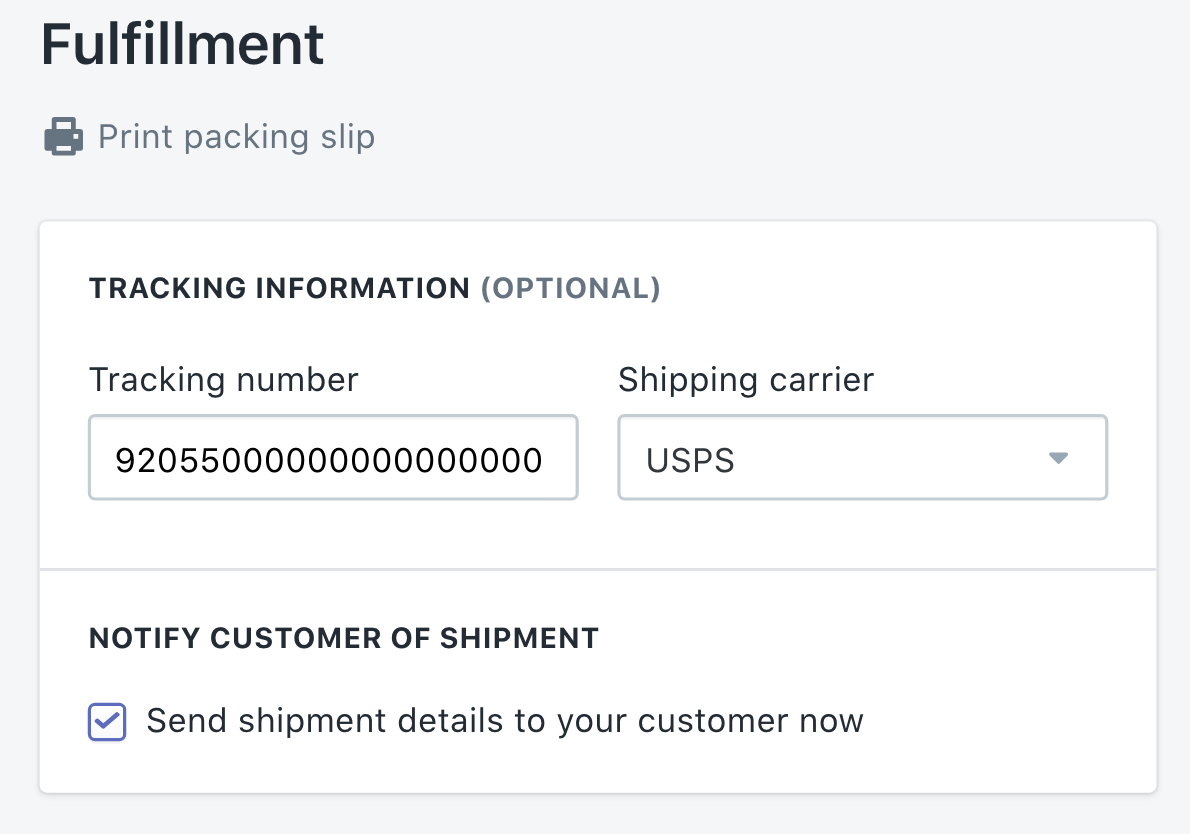 Fulfillment
Print packing slip
TRACKING INFORMATION (OPTIONAL)
Tracking number
Shipping carrier
92055000000000000000
USPS
NOTIFY CUSTOMER OF SHIPMENT
Send shipment details to your customer now